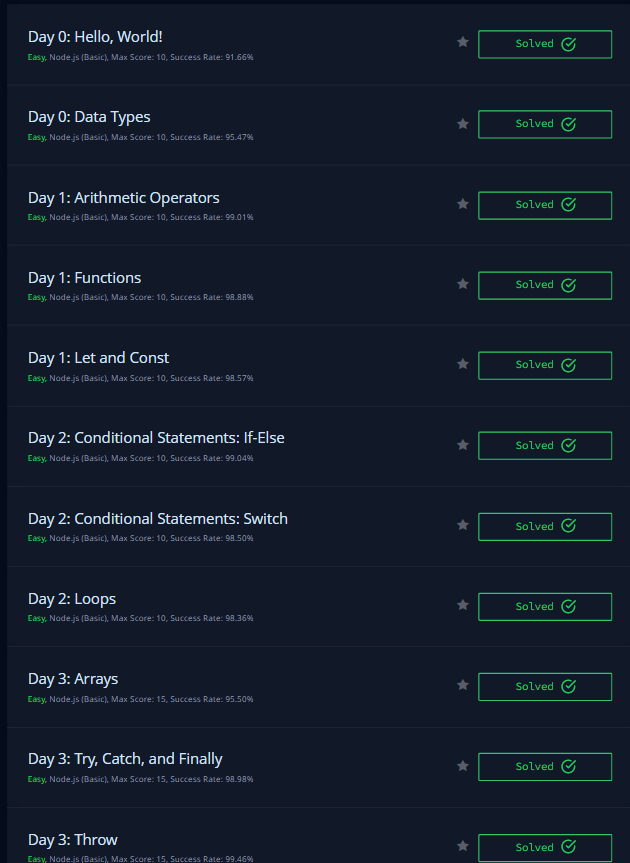 Day 0: Hello, World!
Solved
Easy, Node.js (Basic), Max Score: 10, Success Rate: 91.66%
Day 0: Data Types
Solved
Easy, Node.js (Basic), Max Score: 10, Success Rate: 95.47%
Day 1: Arithmetic Operators
Solved
Easy, Node.js (Basic), Max Score: 10, Success Rate: 99.01%
Day 1: Functions
Solved
Easy, Node.js (Basic), Max Score: 10, Success Rate: 98.88%
Day 1: Let and Const
Solved
Easy, Node.js (Basic), Max Score: 10, Success Rate: 98.57%
Day 2: Conditional Statements: If-Else
Solved
Easy, Node.js (Basic), Max Score: 10, Success Rate: 99.04%
Day 2: Conditional Statements: Switch
Solved
Easy, Node.js (Basic), Max Score: 10, Success Rate: 98.50%
Day 2: Loops
Solved
Easy, Node.js (Basic), Max Score: 10, Success Rate: 98.36%
Day 3: Arrays
Solved
Easy, Node.js (Basic), Max Score: 15, Success Rate: 95.50%
Day 3: Try, Catch, and Finally
Solved
Easy, Node.js (Basic), Max Score: 15, Success Rate: 98.98%
Day 3: Throw
Solved
Easy, Node.js (Basic), Max Score: 15, Success Rate: 99.46%